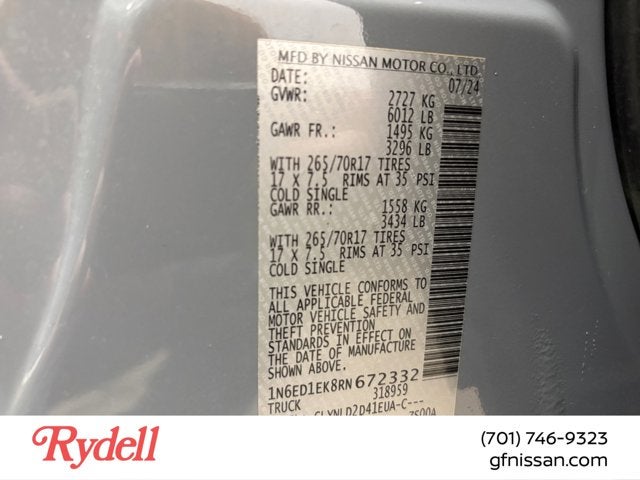 MFD BY NISSAN MOTOR CO., LTD
DATE: 07/24
GVWR: 2727 KG
6012 LB
GAWR FR.: 1495 KG
3296 LB
WITH 265/70R17 TIRES
17 X 7.5 RIMS AT 35 PSI
COLD SINGLE
GAWR RR.: 1558 KG
3434 LB
WITH 265/70R17 TIRES
17 X 7.5 RIMS AT 35 PSI
COLD SINGLE
THIS VEHICLE CONFORMS TO
ALL APPLICABLE FEDERAL
MOTOR VEHICLE SAFETY AND
THEFT PREVENTION
STANDARDS IN EFFECT ON
THE DATE OF MANUFACTURE
SHOWN ABOVE.
1N6ED1EK8RN672332
TRUCK 318959
Rydell
(701) 746-9323
gfnissan.com